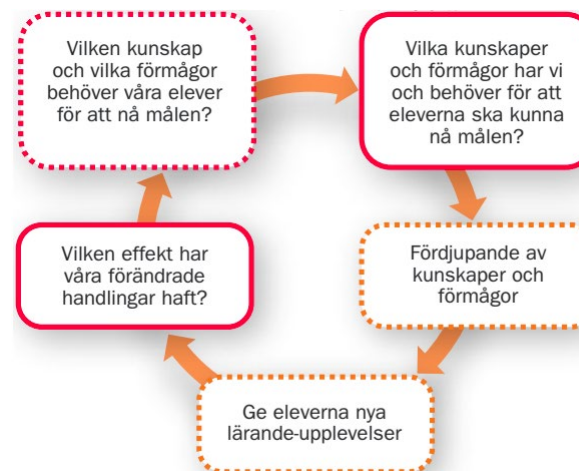 Vilken kunskap
och vilka förmågor
behöver våra elever
för att nå målen?
Vilka kunskaper
och förmågor har vi
och behöver för att
eleverna ska kunna
nå målen?
Fördjupande av
kunskaper och
förmågor
Ge eleverna nya
lärande-upplevelser
Vilken effekt har
våra förändrade
handlingar haft?